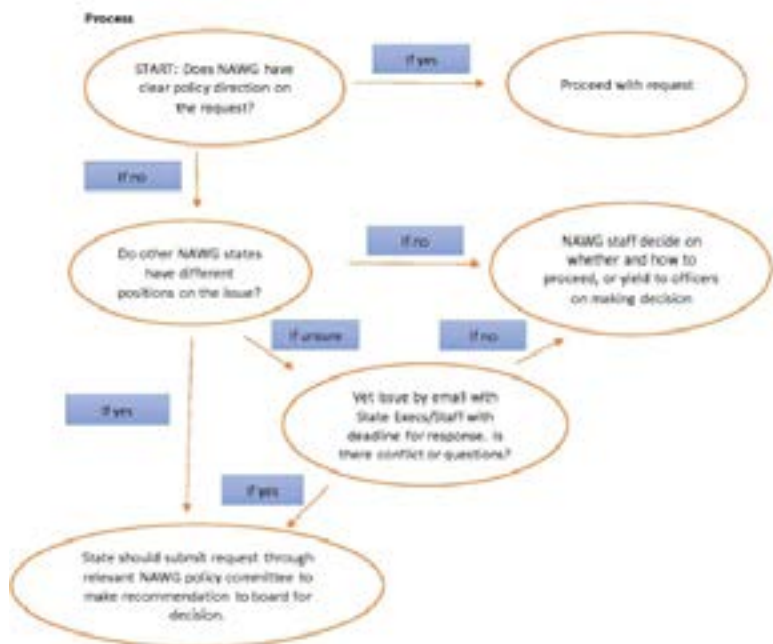 Process
START: Does NAWG have
clear policy direction on
the request?
If yes
Proceed with request
If no
Do other NAWG states
have different
positions on the issue?
If no
NAWG staff decide on
whether and how to
proceed, or yield to officers
on making decision
If unsure
If no
Vet issue by email with
State Execs/Staff with
deadline for response. Is
there conflict or questions?
If yes
If yes
State should submit request through
relevant NAWG policy committee to
make recommendation to board for
decision.